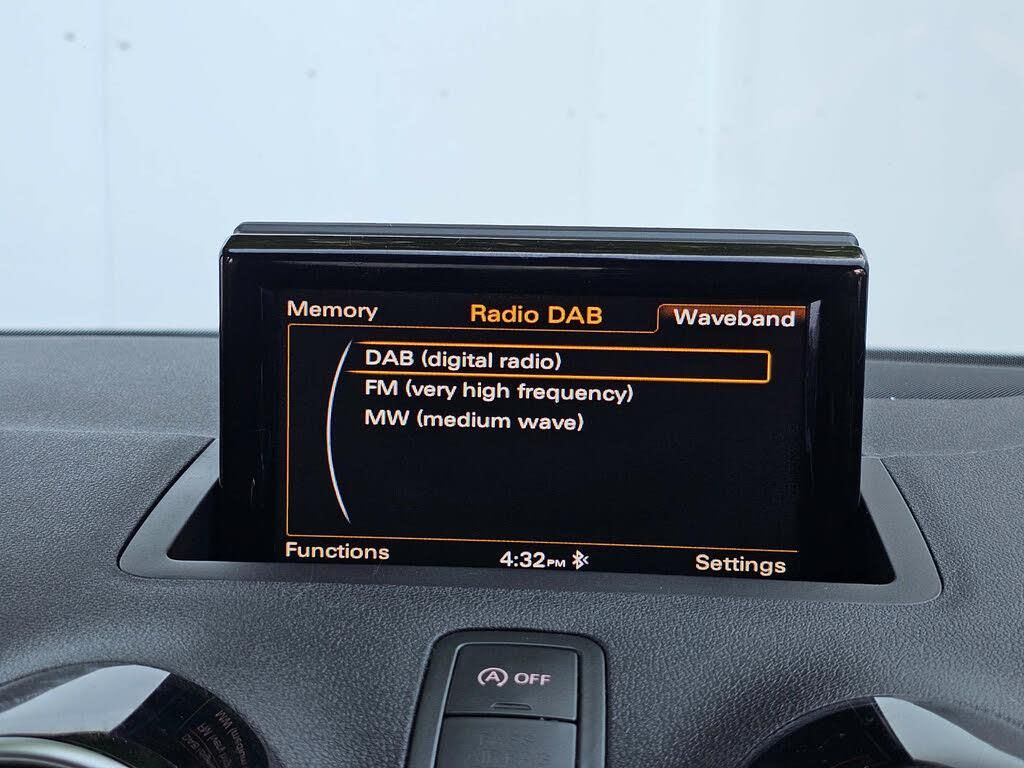 Memory Radio DAB Waveband
DAB (digital radio)
FM (very high frequency)
MW (medium wave)
Functions 4:32PM Settings
A OFF